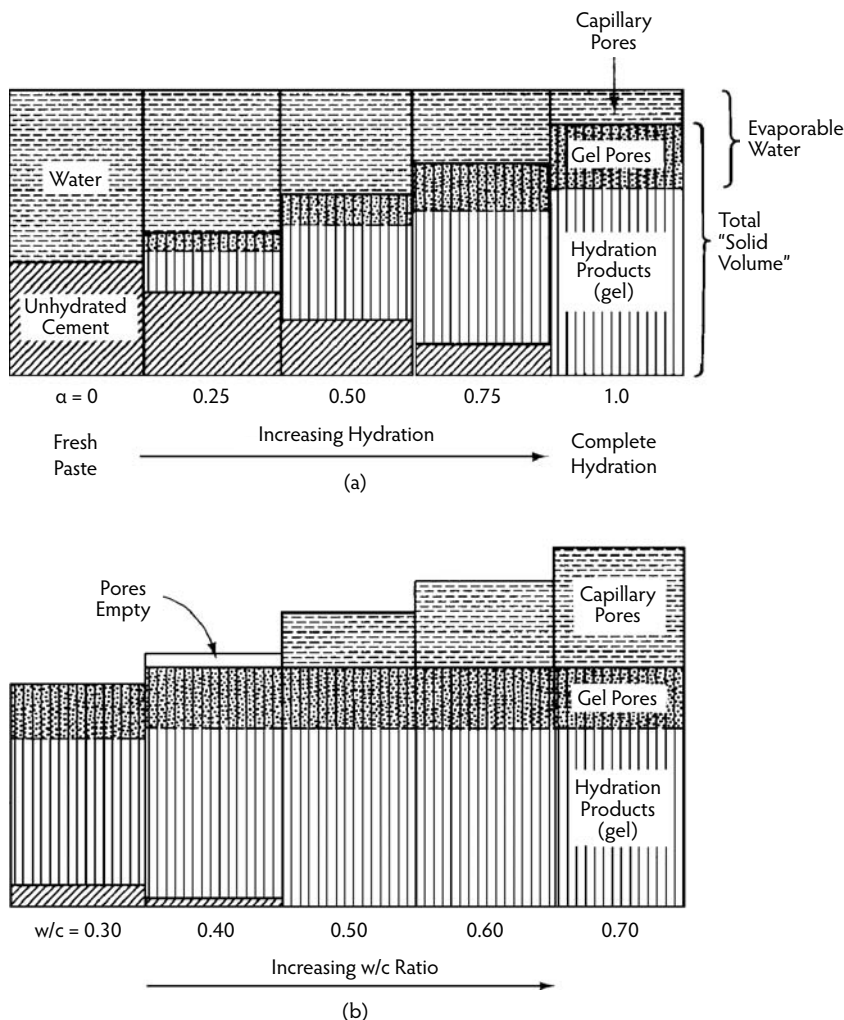 Capillary
Pores
Water
Gel Pores
Evaporable
Water
Total
"Solid
Volume"
Unhydrated
Cement
Hydration
Products
(gel)
α = 0
0.25
0.50
0.75
1.0
Fresh
Paste
Increasing Hydration
Complete
Hydration
(a)
Pores
Empty
Capillary
Pores
Gel Pores
Hydration
Products
(gel)
w/c = 0.30
0.40
0.50
0.60
0.70
Increasing w/c Ratio
(b)